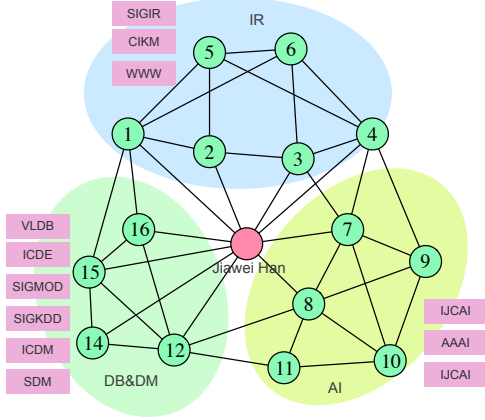 SIGIR
IR
CIKM
WWW
5
6
1
2
3
4
16
7
VLDB
ICDE
SIGMOD
SIGKDD
ICDM
SDM
Jiawei Han
15
9
8
14
12
11
10
IJCAI
AAAI
IJCAI
DB&DM
AI